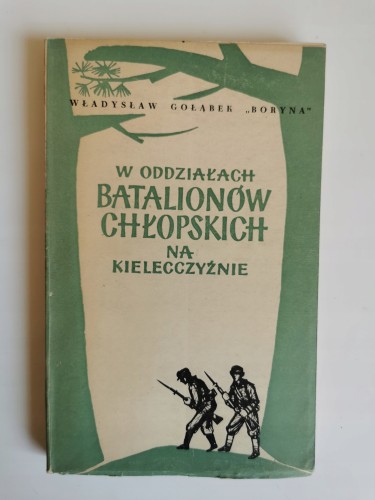 WŁADYSŁAW GOŁĄBEK „BORYNA"
W ODDZIAŁACH
BATALIONÓW
CHŁOPSKICH
NA
KIELECCZYŹNIE